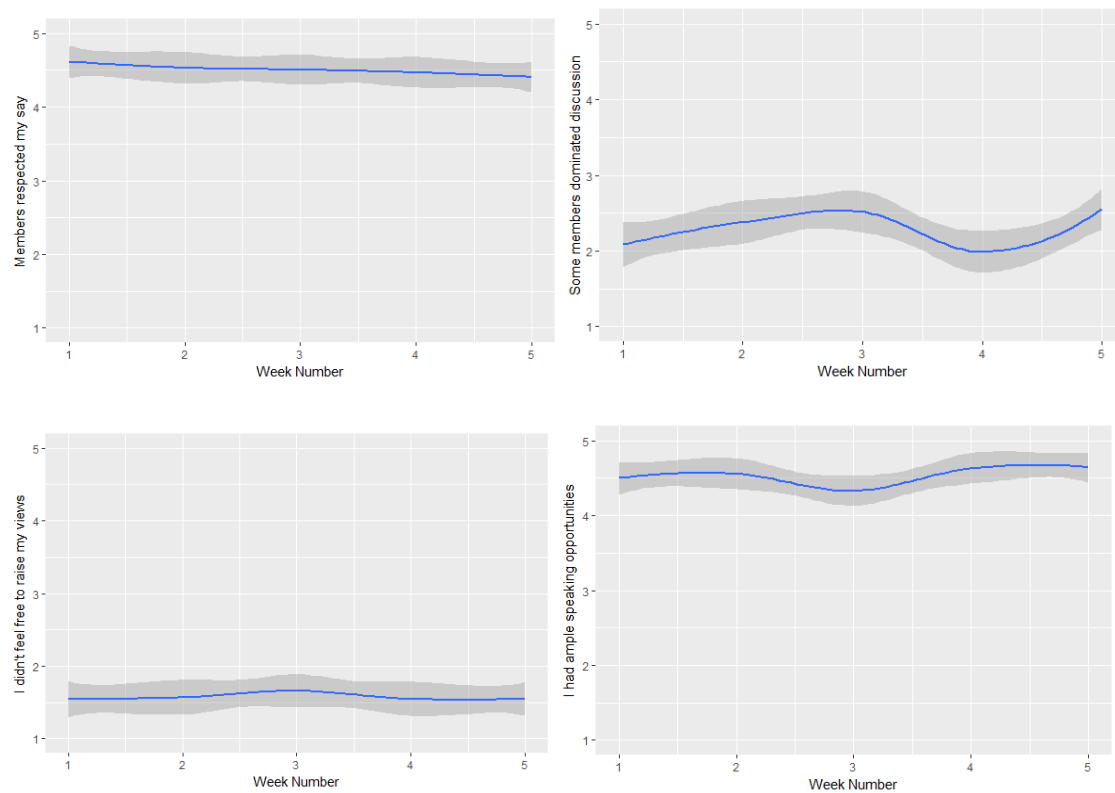 Members respected my say
5
4
3
2
1
1 2 3 4 5
Week Number
Some members dominated discussion
5
4
3
2
1
1 2 3 4 5
Week Number
I didn't feel free to raise my views
5
4
3
2
1
1 2 3 4 5
Week Number
I had ample speaking opportunities
5
4
3
2
1
1 2 3 4 5
Week Number